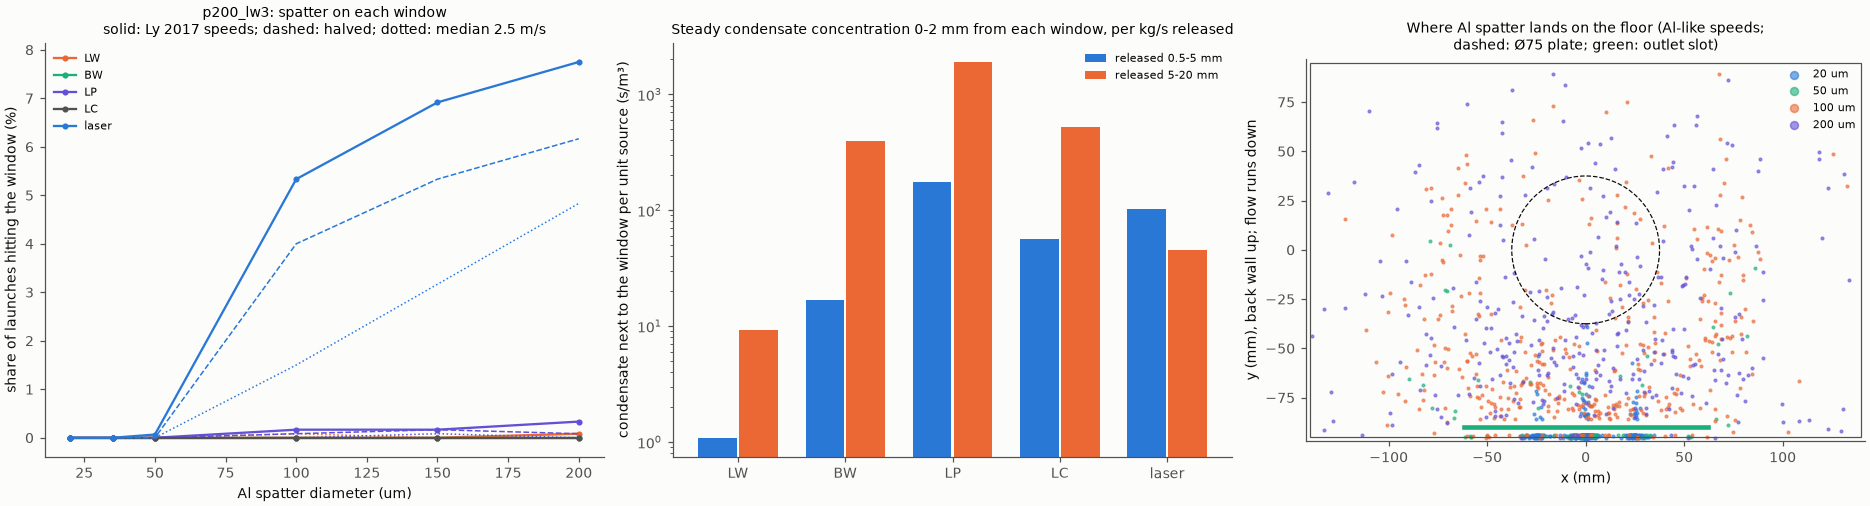 p200_lw3: spatter on each window
solid: Ly 2017 speeds; dashed: halved; dotted: median 2.5 m/s
share of launches hitting the window (%)
8
7
6
5
4
3
2
1
0
LW
BW
LP
LC
laser
25
50
75
100
125
150
175
200
Al spatter diameter (um)
Steady condensate concentration 0-2 mm from each window, per kg/s released
condensate next to the window per unit source (s/m³)
10³
10²
10¹
10⁰
released 0.5-5 mm
released 5-20 mm
LW
BW
LP
LC
laser
Where Al spatter lands on the floor (Al-like speeds;
dashed: Ø75 plate; green: outlet slot)
y (mm), back wall up; flow runs down
75
50
25
0
−25
−50
−75
20 um
50 um
100 um
200 um
−100
−50
0
50
100
x (mm)